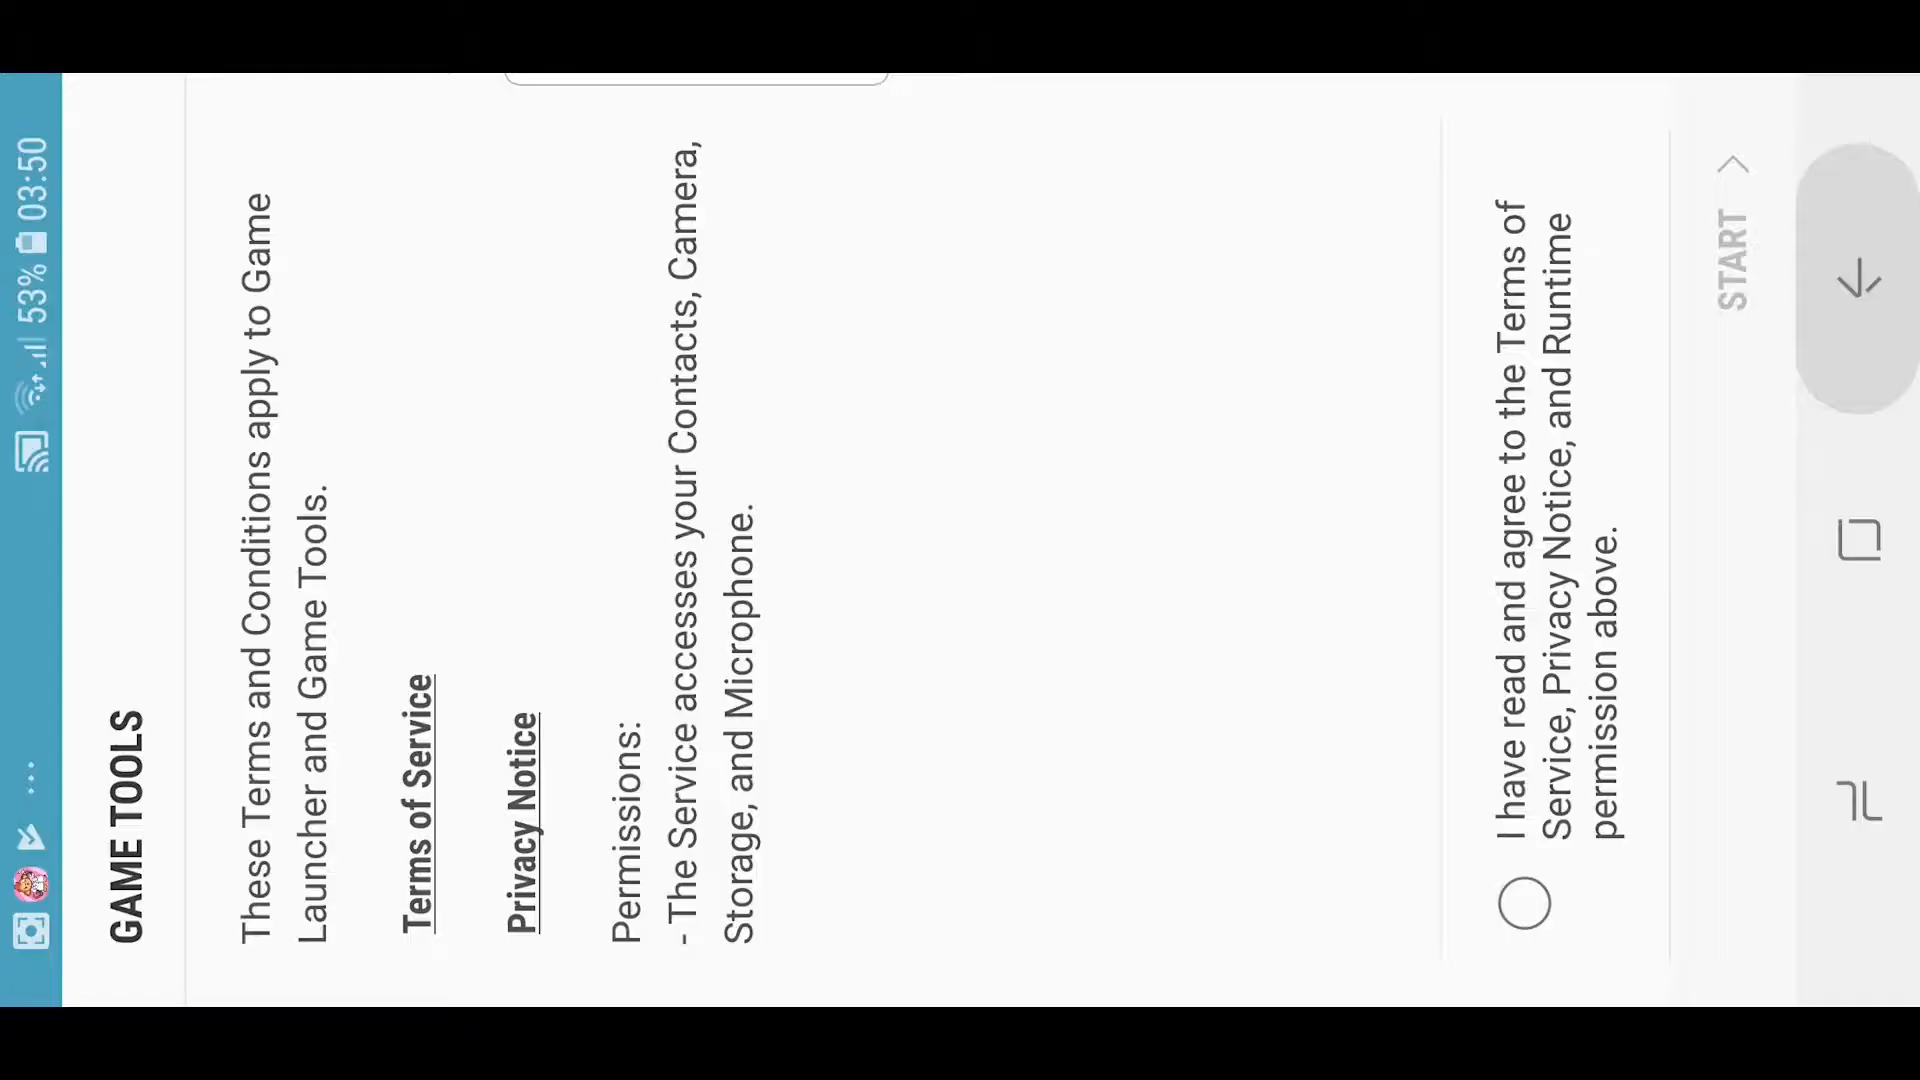 53% 03:50
GAME TOOLS
These Terms and Conditions apply to Game
Launcher and Game Tools.
Terms of Service
Privacy Notice
Permissions:
- The Service accesses your Contacts, Camera,
Storage, and Microphone.
I have read and agree to the Terms of
Service, Privacy Notice, and Runtime
permission above.
START